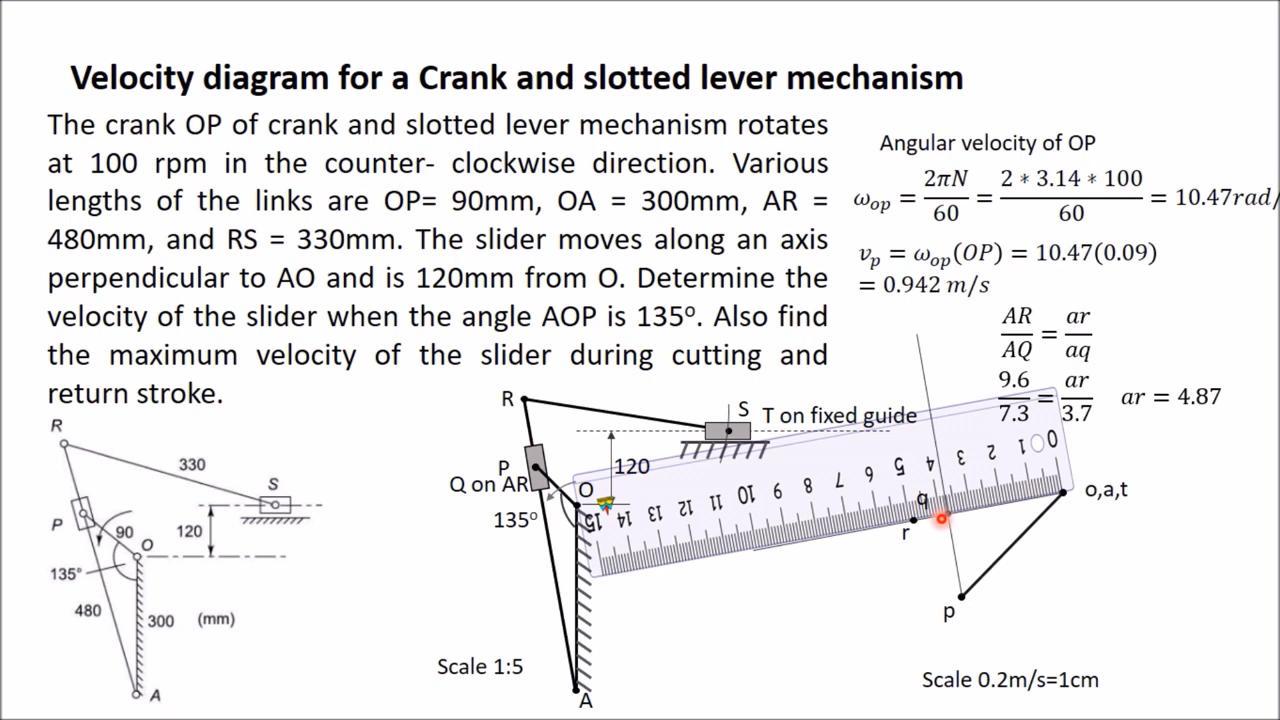 Velocity diagram for a Crank and slotted lever mechanism
The crank OP of crank and slotted lever mechanism rotates
at 100 rpm in the counter- clockwise direction. Various
lengths of the links are OP= 90mm, OA = 300mm, AR =
480mm, and RS = 330mm. The slider moves along an axis
perpendicular to AO and is 120mm from O. Determine the
velocity of the slider when the angle AOP is 135º. Also find
the maximum velocity of the slider during cutting and
return stroke.
Angular velocity of OP
ω_op = 2πN/60 = 2 * 3.14 * 100/60 = 10.47rad/
v_p = ω_op(OP) = 10.47(0.09)
= 0.942 m/s
AR/AQ = ar/aq
9.6/7.3 = ar/3.7 ar = 4.87
R
330
S
P
90
120
O
135°
480
300
(mm)
A
R
S
T on fixed guide
P
120
Q on AR
O
135°
A
Scale 1:5
0 1 2 3 4 5 6 7 8 9 10 11 12 13 14 15
q
o,a,t
r
p
Scale 0.2m/s=1cm